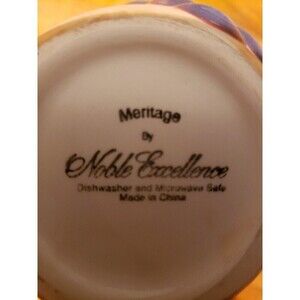 Meritage
By
Noble Excellence
Dishwasher and Microwave Safe
Made in China